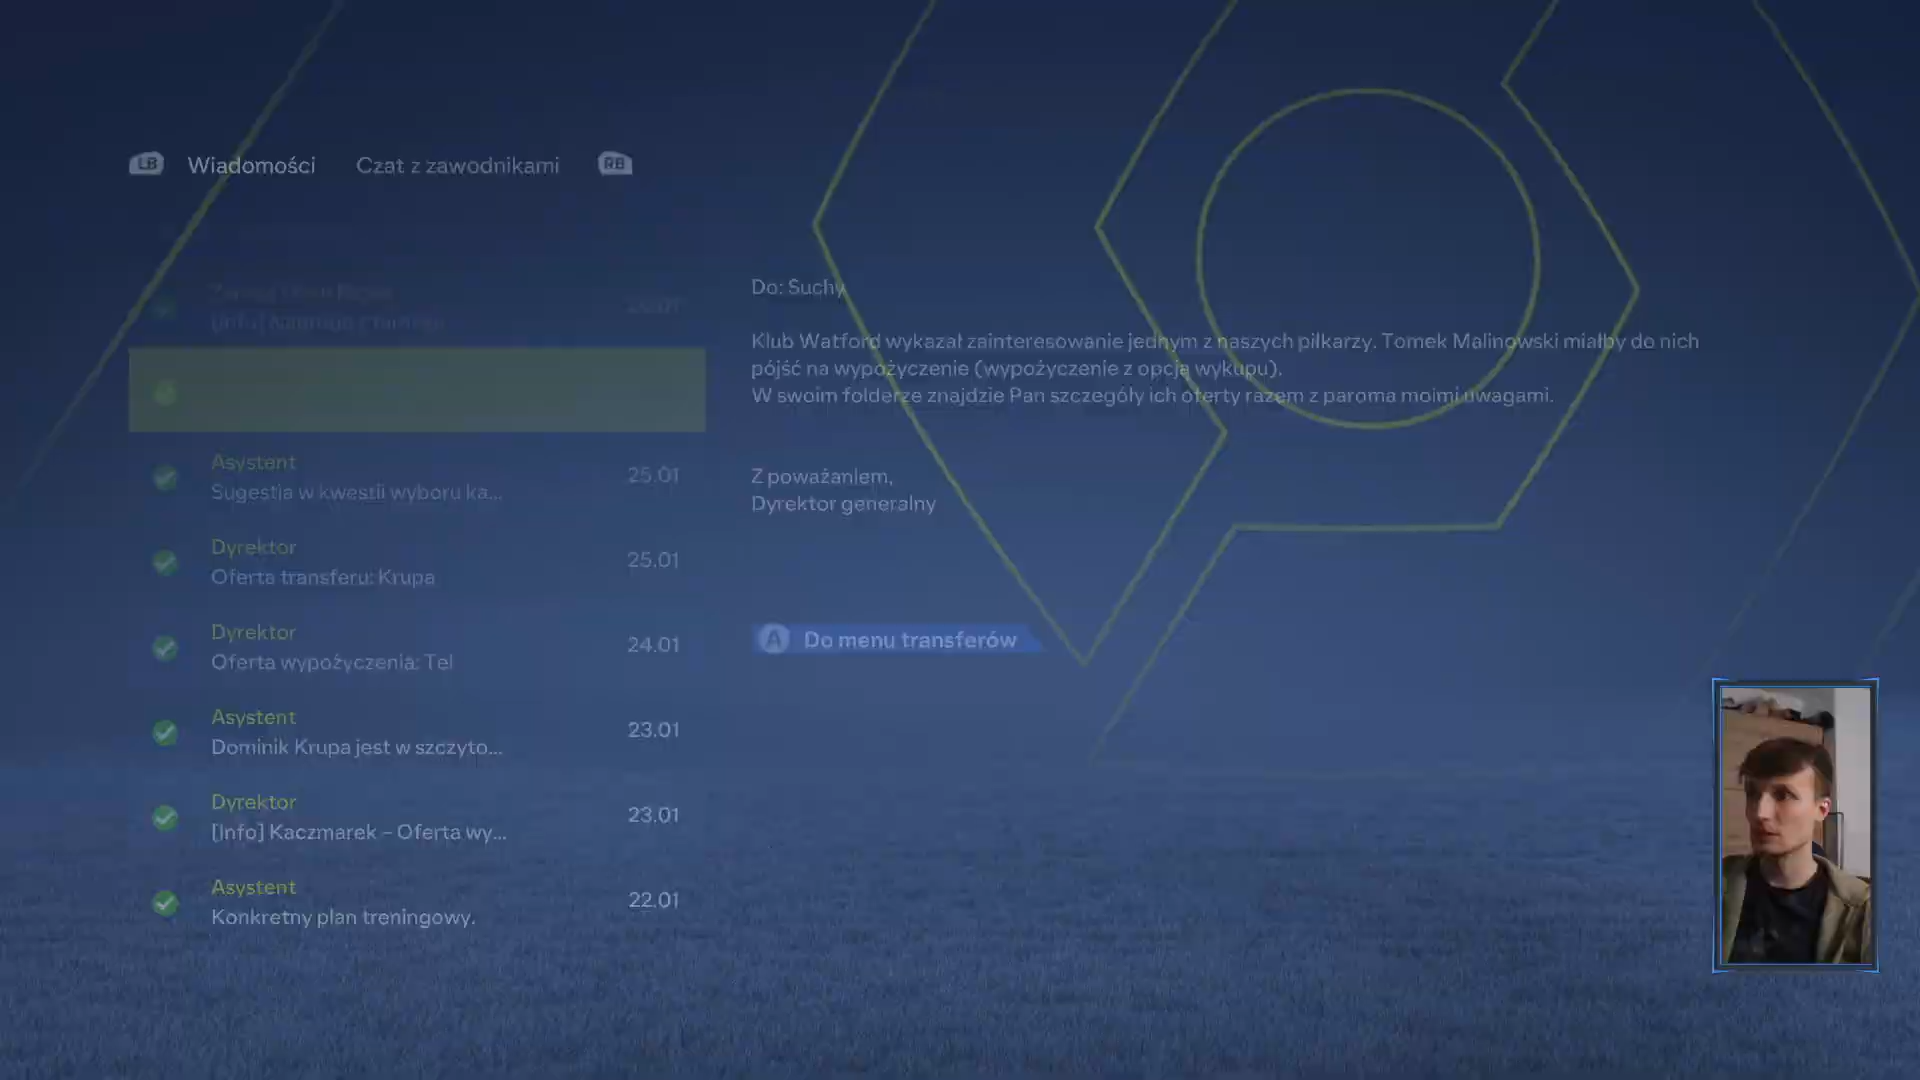 LB Wiadomości Czat z zawodnikami RB
Do: Suchy
Klub Watford wykazał zainteresowanie jednym z naszych piłkarzy. Tomek Malinowski miałby do nich
pójść na wypożyczenie (wypożyczenie z opcją wykupu).
W swoim folderze znajdzie Pan szczegóły ich oferty razem z paroma moimi uwagami.
Z poważaniem,
Dyrektor generalny
A Do menu transferów
Asystent
Sugestia w kwestii wyboru ka...
25.01
Dyrektor
Oferta transferu: Krupa
25.01
Dyrektor
Oferta wypożyczenia: Tel
24.01
Asystent
Dominik Krupa jest w szczyto...
23.01
Dyrektor
[Info] Kaczmarek – Oferta wy...
23.01
Asystent
Konkretny plan treningowy.
22.01